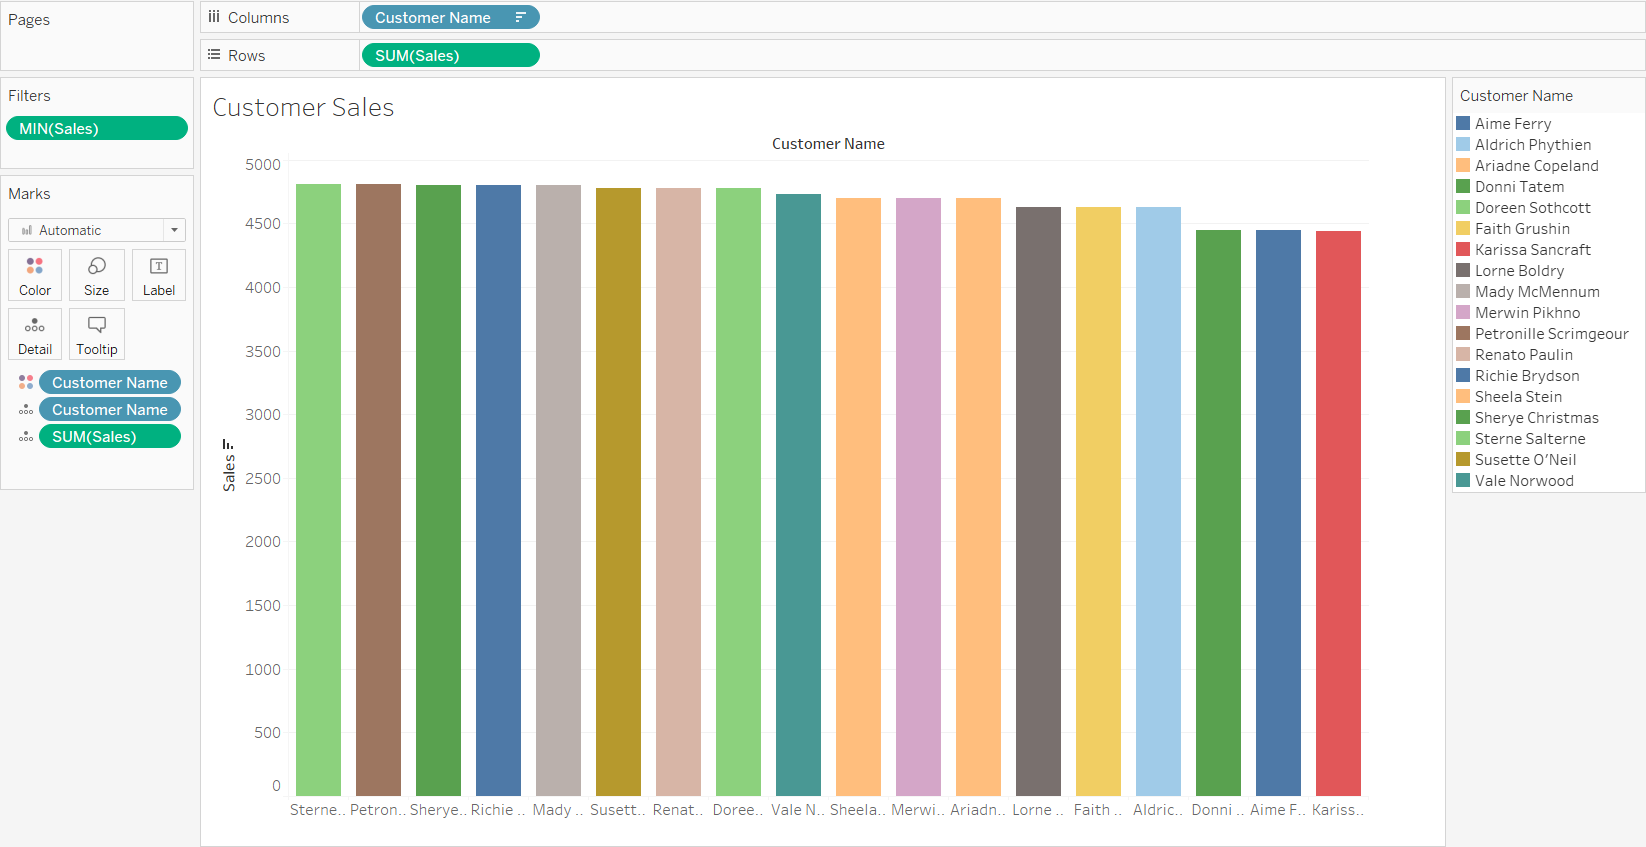 Pages
Columns
Customer Name
Rows
SUM(Sales)
Filters
MIN(Sales)
Marks
Automatic
Color
Size
Label
Detail
Tooltip
Customer Name
Customer Name
SUM(Sales)
Customer Sales
Customer Name
5000
4500
4000
3500
3000
2500
2000
1500
1000
500
0
Sales
Sterne.. Petron.. Sherye.. Richie .. Mady .. Susett.. Renat.. Doree.. Vale N.. Sheela.. Merwi.. Ariadn.. Lorne .. Faith .. Aldric.. Donni .. Aime F.. Kariss..
Customer Name
Aime Ferry
Aldrich Phythien
Ariadne Copeland
Donni Tatem
Doreen Sothcott
Faith Grushin
Karissa Sancraft
Lorne Boldry
Mady McMennum
Merwin Pikhno
Petronille Scrimgeour
Renato Paulin
Richie Brydson
Sheela Stein
Sherye Christmas
Sterne Salterne
Susette O’Neil
Vale Norwood